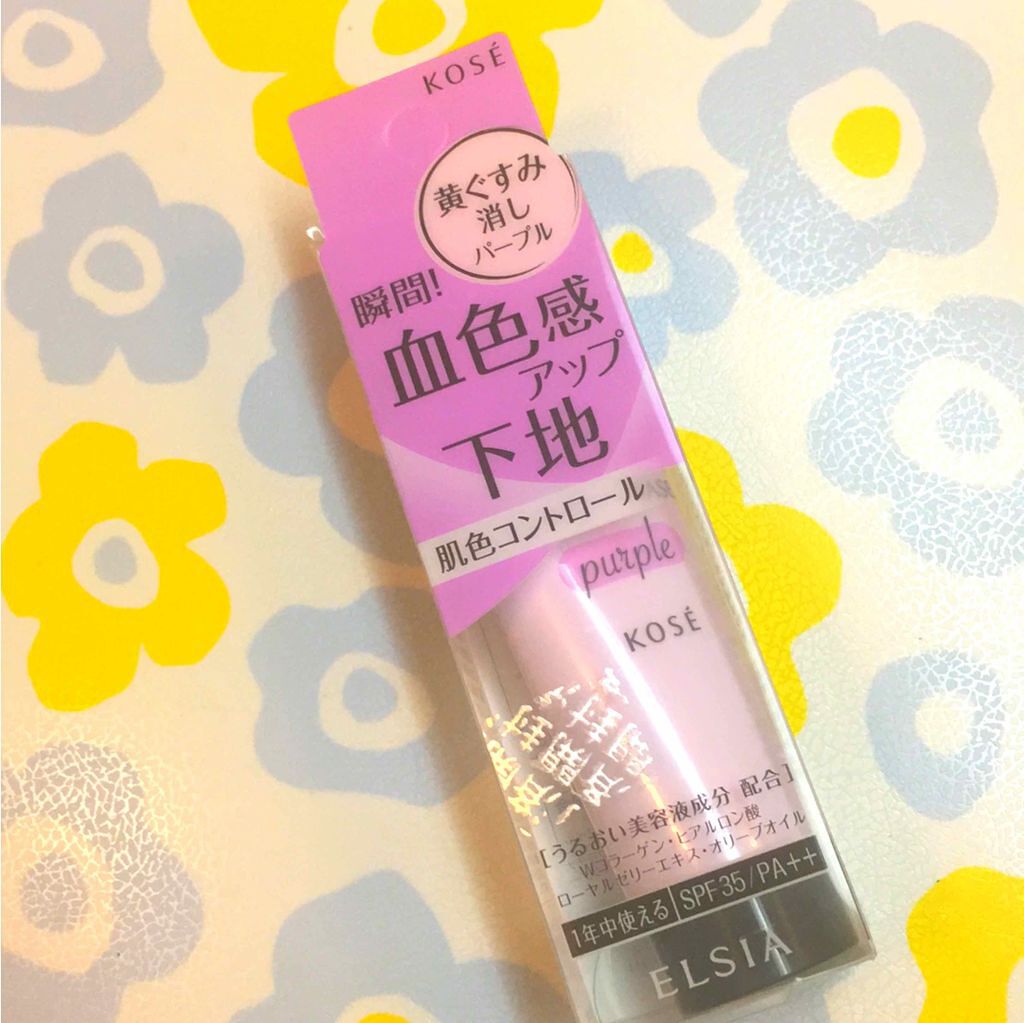 KOSÉ
黄ぐすみ
消し
パープル
瞬間!
血色感
アップ
下地
肌色コントロール
purple
KOSÉ
[うるおい美容液成分 配合]
Wコラーゲン・ヒアルロン酸
ローヤルゼリーエキス・オリーブオイル
1年中使える SPF35/PA++
ELSIA